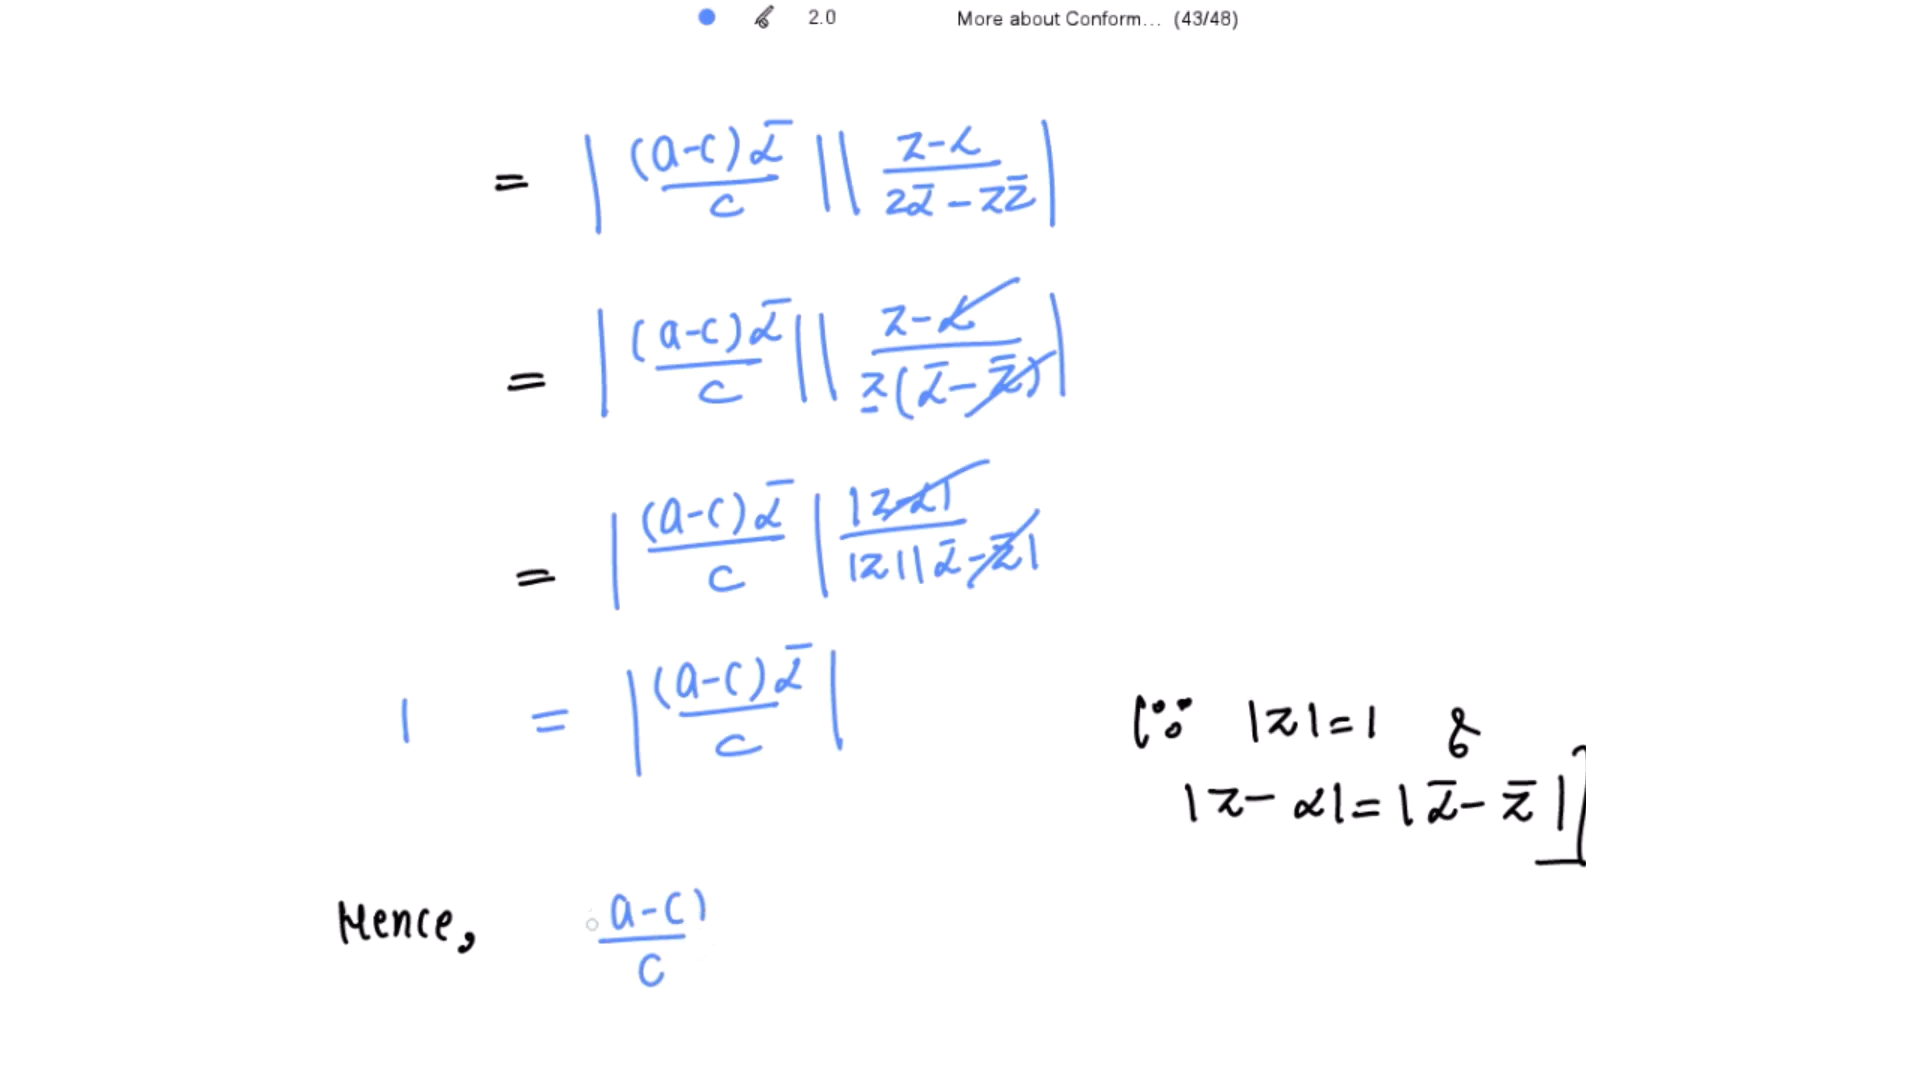 2.0 More about Conform... (43/48)
= | (a-c)ᾱ / c | | z-α / zᾱ - zz̄ |
= | (a-c)ᾱ / c | | z-α / z(ᾱ - z̄) |
= | (a-c)ᾱ / c | |z-α| / |z||ᾱ-z̄|
1 = | (a-c)ᾱ / c |
(∵ |z|=1 &
|z-α|=|ᾱ-z̄|]
Hence, a-c) / c